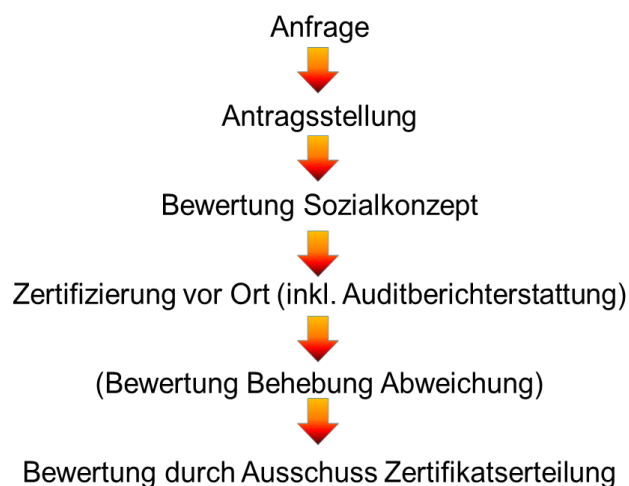 Anfrage
Antragsstellung
Bewertung Sozialkonzept
Zertifizierung vor Ort (inkl. Auditberichterstattung)
(Bewertung Behebung Abweichung)
Bewertung durch Ausschuss Zertifikatserteilung